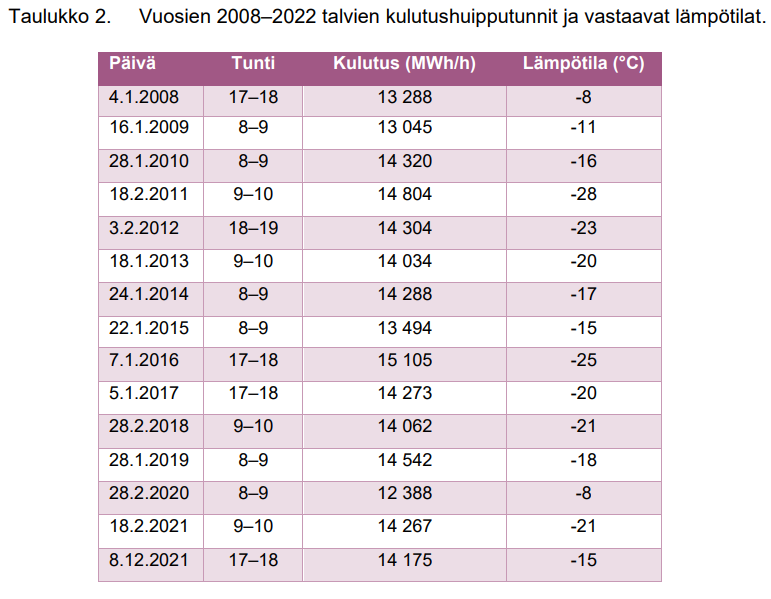 Taulukko 2. Vuosien 2008–2022 talvien kulutushuipputunnit ja vastaavat lämpötilat.
Päivä Tunti Kulutus (MWh/h) Lämpötila (°C)
4.1.2008 17–18 13 288 -8
16.1.2009 8–9 13 045 -11
28.1.2010 8–9 14 320 -16
18.2.2011 9–10 14 804 -28
3.2.2012 18–19 14 304 -23
18.1.2013 9–10 14 034 -20
24.1.2014 8–9 14 288 -17
22.1.2015 8–9 13 494 -15
7.1.2016 17–18 15 105 -25
5.1.2017 17–18 14 273 -20
28.2.2018 9–10 14 062 -21
28.1.2019 8–9 14 542 -18
28.2.2020 8–9 12 388 -8
18.2.2021 9–10 14 267 -21
8.12.2021 17–18 14 175 -15